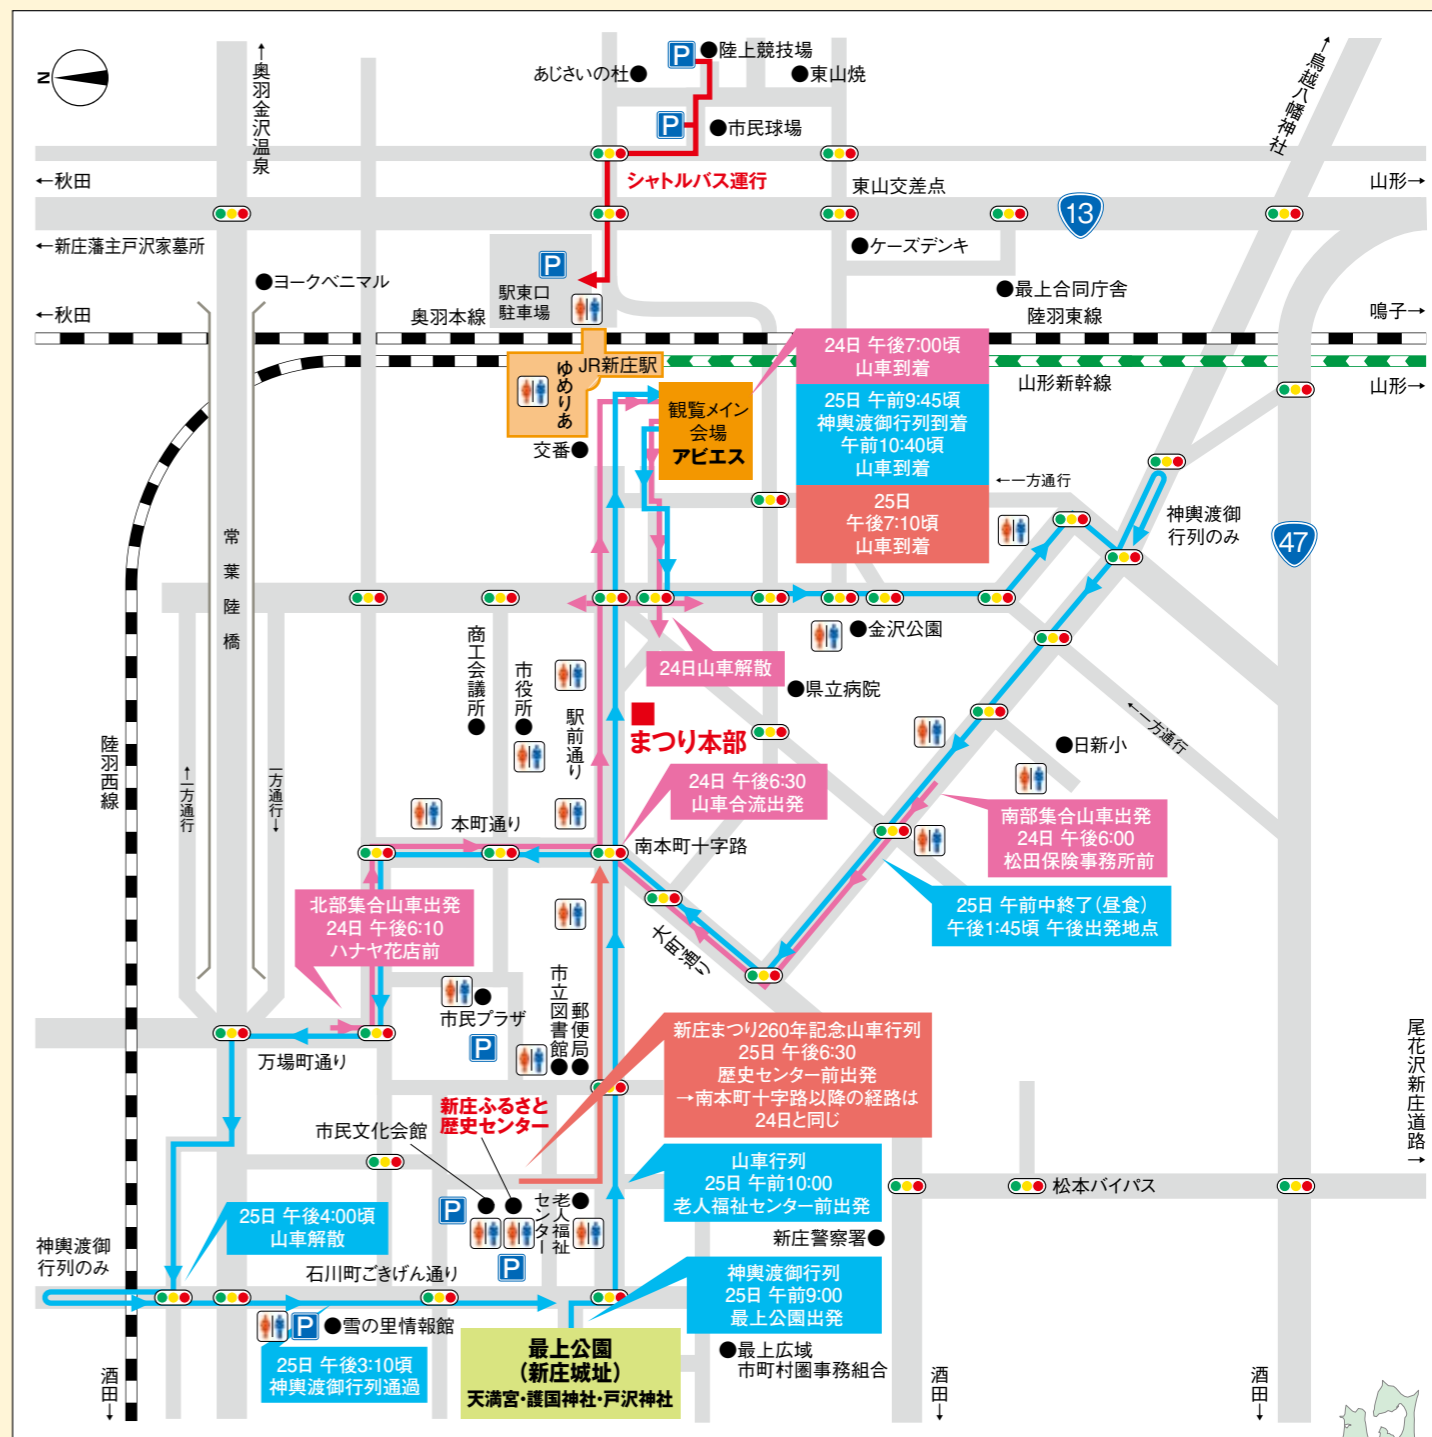 N
↑奥羽金沢温泉
あじさいの杜●
P
●陸上競技場
●東山焼
↑鳥越八幡神社
P
●市民球場
←秋田
シャトルバス運行
東山交差点
山形→
13
←新庄藩主戸沢家墓所
●ケーズデンキ
●ヨークベニマル
P
駅東口
駐車場
●最上合同庁舎
←秋田
奥羽本線
陸羽東線
鳴子→
JR新庄駅
ゆめりあ
山形新幹線
山形→
交番●
観覧メイン
会場
アビエス
24日 午後7:00頃
山車到着
25日 午前9:45頃
神輿渡御行列到着
午前10:40頃
山車到着
25日
午後7:10頃
山車到着
←一方通行
神輿渡御
行列のみ
47
常葉陸橋
●金沢公園
24日山車解散
商工会議所●
市役所●
駅前通り
●県立病院
まつり本部
←一方通行
●日新小
陸羽西線
←一方通行
一方通行→
24日 午後6:30
山車合流出発
本町通り
南本町十字路
南部集合山車出発
24日 午後6:00
松田保険事務所前
北部集合山車出発
24日 午後6:10
ハナヤ花店前
25日 午前中終了(昼食)
午後1:45頃 午後出発地点
大町通り
市民プラザ
P
市立図書館●
郵便局●
万場町通り
新庄まつり260年記念山車行列
25日 午後6:30
歴史センター前出発
→南本町十字路以降の経路は
24日と同じ
尾花沢新庄道路→
新庄ふるさと
歴史センター
市民文化会館
山車行列
25日 午前10:00
老人福祉センター前出発
松本バイパス
P
老人福祉
センター
P
25日 午後4:00頃
山車解散
新庄警察署●
神輿渡御
行列のみ
石川町ごきげん通り
神輿渡御行列
25日 午前9:00
最上公園出発
P
●雪の里情報館
25日 午後3:10頃
神輿渡御行列通過
最上公園
(新庄城址)
天満宮・護国神社・戸沢神社
●最上広域
市町村圏事務組合
酒田→
酒田→
酒田→